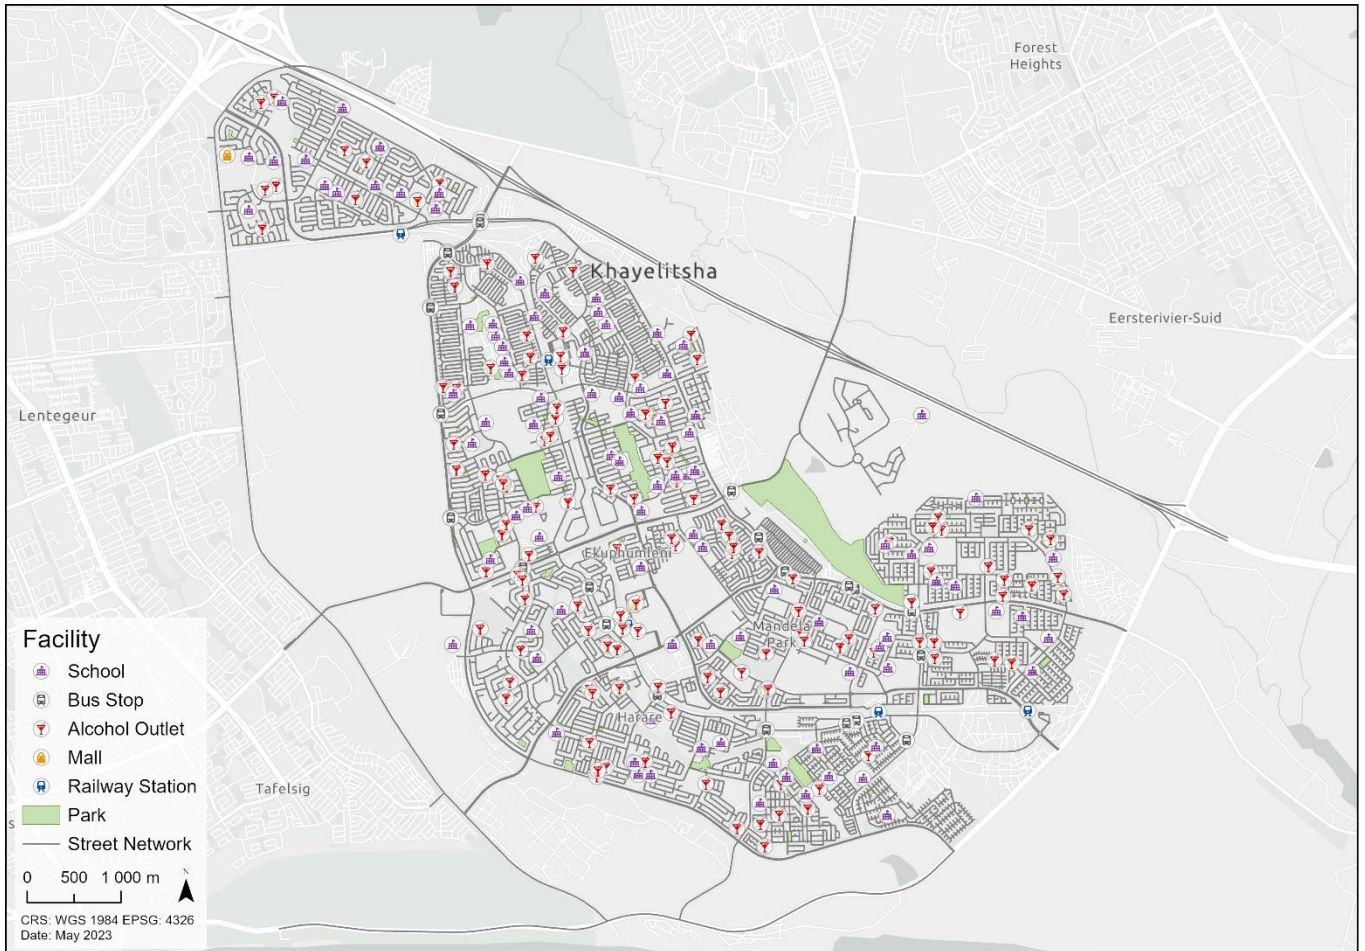 Forest
Heights
Khayelitsha
Eersterivier-Suid
Lentegeur
Ekuphumleni
Mandela
Park
Harare
Tafelsig
s
Facility
School
Bus Stop
Alcohol Outlet
Mall
Railway Station
Park
Street Network
0 500 1 000 m
N
CRS: WGS 1984 EPSG: 4326
Date: May 2023